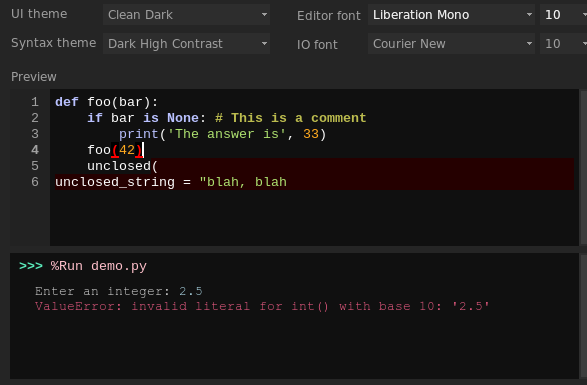 UI theme Clean Dark Editor font Liberation Mono 10
Syntax theme Dark High Contrast IO font Courier New 10
Preview
1 def foo(bar):
2     if bar is None: # This is a comment
3         print('The answer is', 33)
4     foo(42)
5     unclosed(
6 unclosed_string = "blah, blah
>>> %Run demo.py
Enter an integer: 2.5
ValueError: invalid literal for int() with base 10: '2.5'